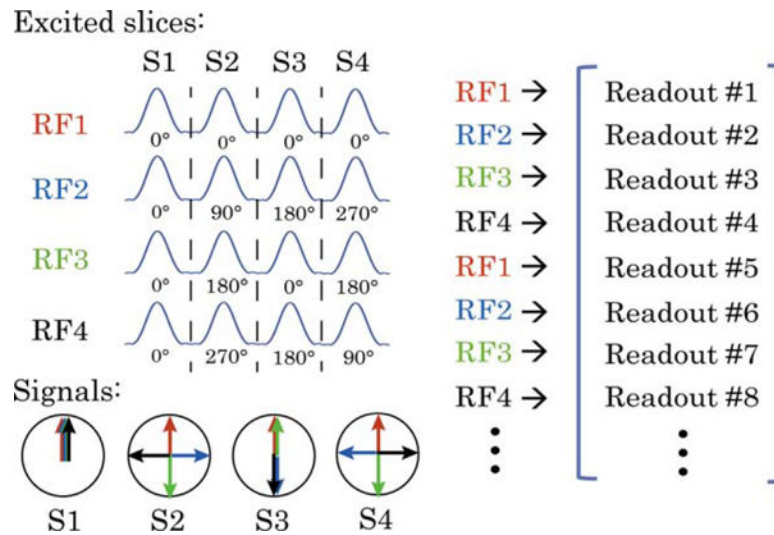 Excited slices:
S1 S2 S3 S4
RF1
0° 0° 0° 0°
RF2
0° 90° 180° 270°
RF3
0° 180° 0° 180°
RF4
0° 270° 180° 90°
Signals:
S1 S2 S3 S4
RF1 → Readout #1
RF2 → Readout #2
RF3 → Readout #3
RF4 → Readout #4
RF1 → Readout #5
RF2 → Readout #6
RF3 → Readout #7
RF4 → Readout #8